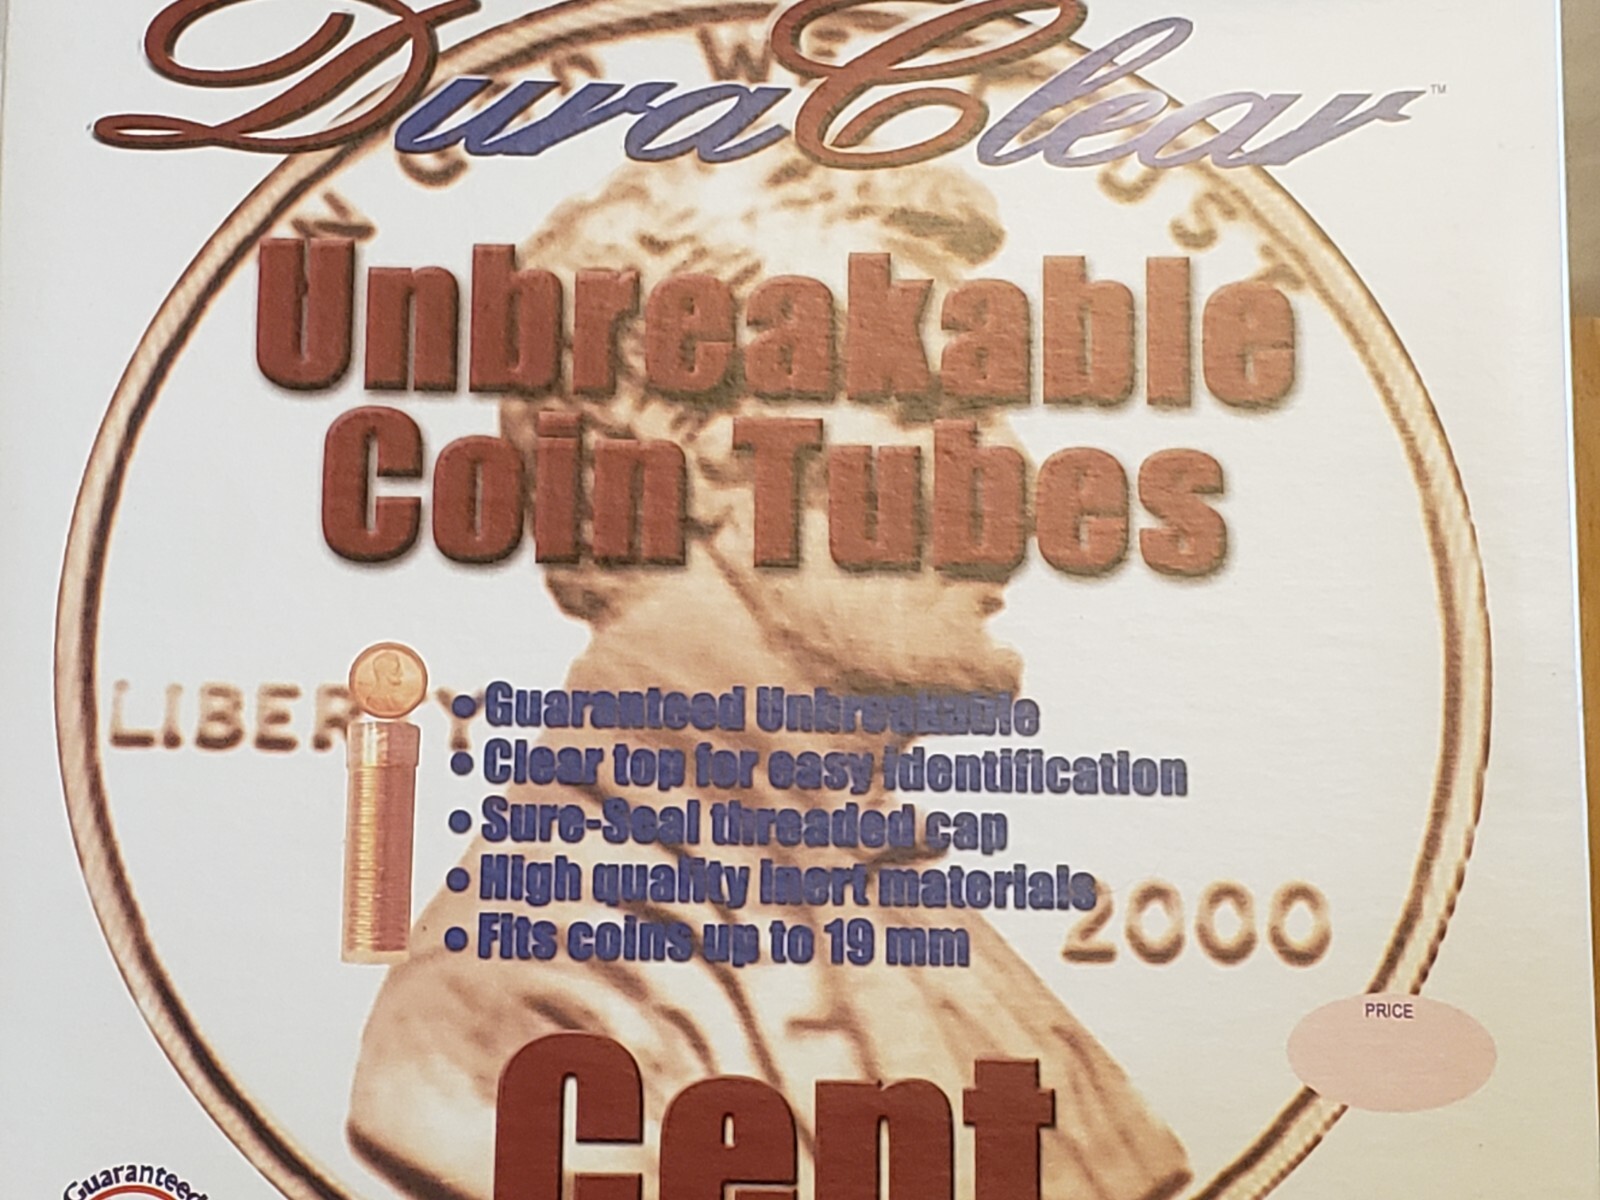 DuraClear™
IN GOD WE TRUST
Unbreakable
Coin Tubes
LIBERTY
• Guaranteed Unbreakable
• Clear top for easy identification
• Sure-Seal threaded cap
• High quality inert materials
• Fits coins up to 19 mm
2000
PRICE
Cent
Guaranteed